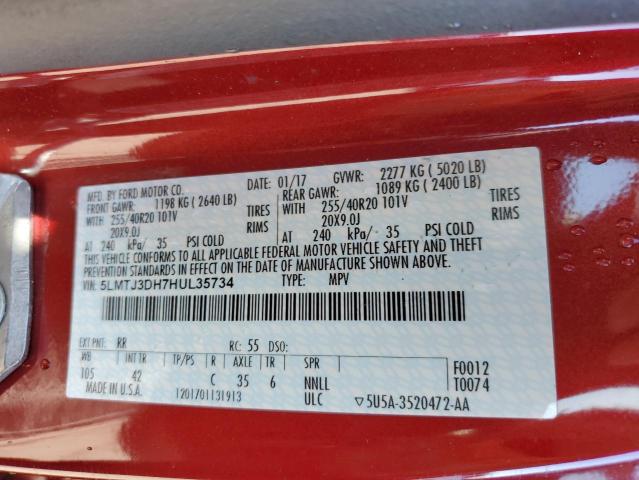 MFD. BY FORD MOTOR CO.
DATE: 01/17 GVWR: 2277 KG ( 5020 LB)
FRONT GAWR: 1198 KG ( 2640 LB) REAR GAWR: 1089 KG ( 2400 LB)
WITH 255/40R20 101V TIRES WITH 255/40R20 101V TIRES
20X9.0J RIMS 20X9.0J RIMS
AT 240 kPa/ 35 PSI COLD AT 240 kPa/ 35 PSI COLD
THIS VEHICLE CONFORMS TO ALL APPLICABLE FEDERAL MOTOR VEHICLE SAFETY AND THEFT
PREVENTION STANDARDS IN EFFECT ON THE DATE OF MANUFACTURE SHOWN ABOVE.
VIN: 5LMTJ3DH7HUL35734 TYPE: MPV
EXT PNT: RR RC: 55 DSO:
WB INT TR TP/PS R AXLE TR SPR F0012
105 42 C 35 6 NNLL T0074
MADE IN U.S.A. 1201701131913 ULC ▽5U5A-3520472-AA